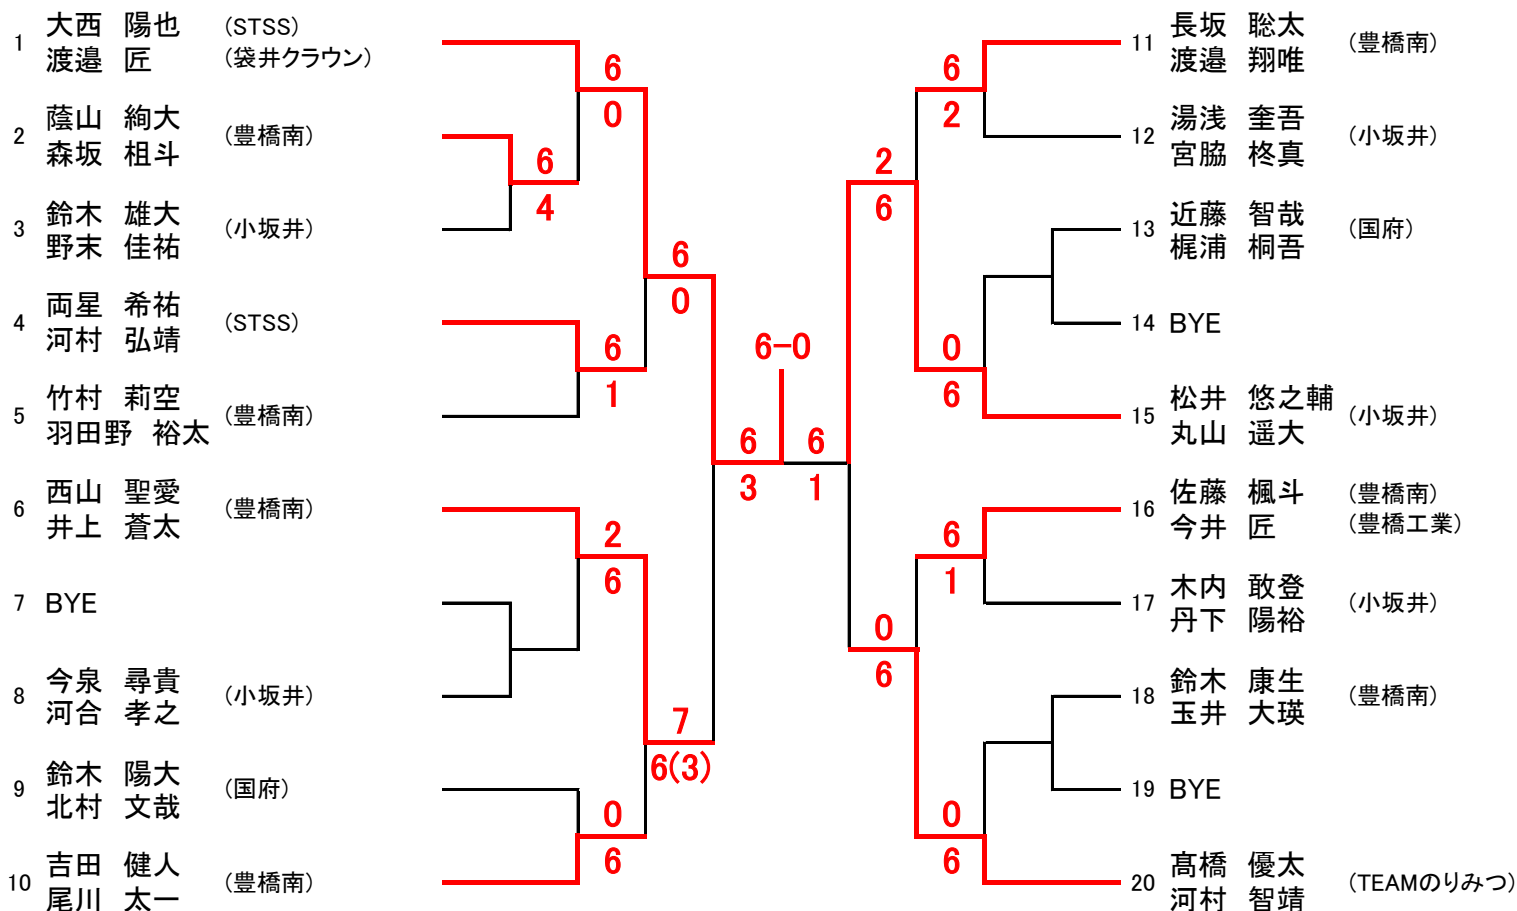 1 大西 陽也 (STSS)
渡邉 匠 (袋井クラウン)
2 蔭山 絢大 (豊橋南)
森坂 柤斗
3 鈴木 雄大 (小坂井)
野末 佳祐
4 両星 希祐 (STSS)
河村 弘靖
5 竹村 莉空 (豊橋南)
羽田野 裕太
6 西山 聖愛 (豊橋南)
井上 蒼太
7 BYE
8 今泉 尋貴 (小坂井)
河合 孝之
9 鈴木 陽大 (国府)
北村 文哉
10 吉田 健人 (豊橋南)
尾川 太一
6
0
6
4
6
1
2
6
0
6
6
0
7
6(3)
6
3
6-0
6
1
2
6
0
6
6
2
0
6
6
1
0
6
11 長坂 聡太 (豊橋南)
渡邉 翔唯
12 湯浅 奎吾 (小坂井)
宮脇 柊真
13 近藤 智哉 (国府)
梶浦 桐吾
14 BYE
15 松井 悠之輔 (小坂井)
丸山 遥大
16 佐藤 楓斗 (豊橋南)
今井 匠 (豊橋工業)
17 木内 敢登 (小坂井)
丹下 陽裕
18 鈴木 康生 (豊橋南)
玉井 大瑛
19 BYE
20 髙橋 優太 (TEAMのりみつ)
河村 智靖